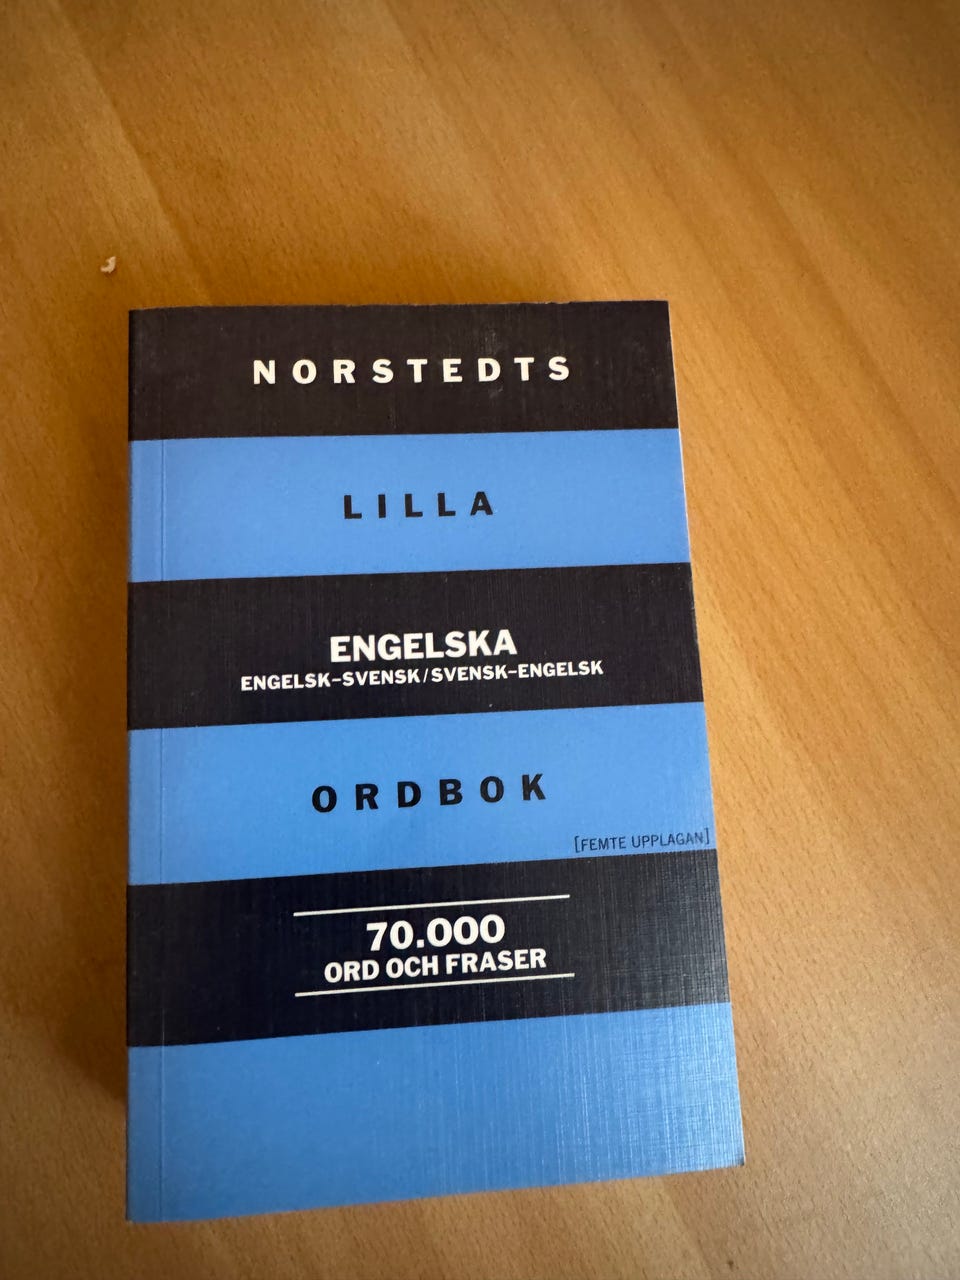 NORSTEDTS
LILLA
ENGELSKA
ENGELSK–SVENSK/SVENSK–ENGELSK
ORDBOK
[FEMTE UPPLAGAN]
70.000
ORD OCH FRASER